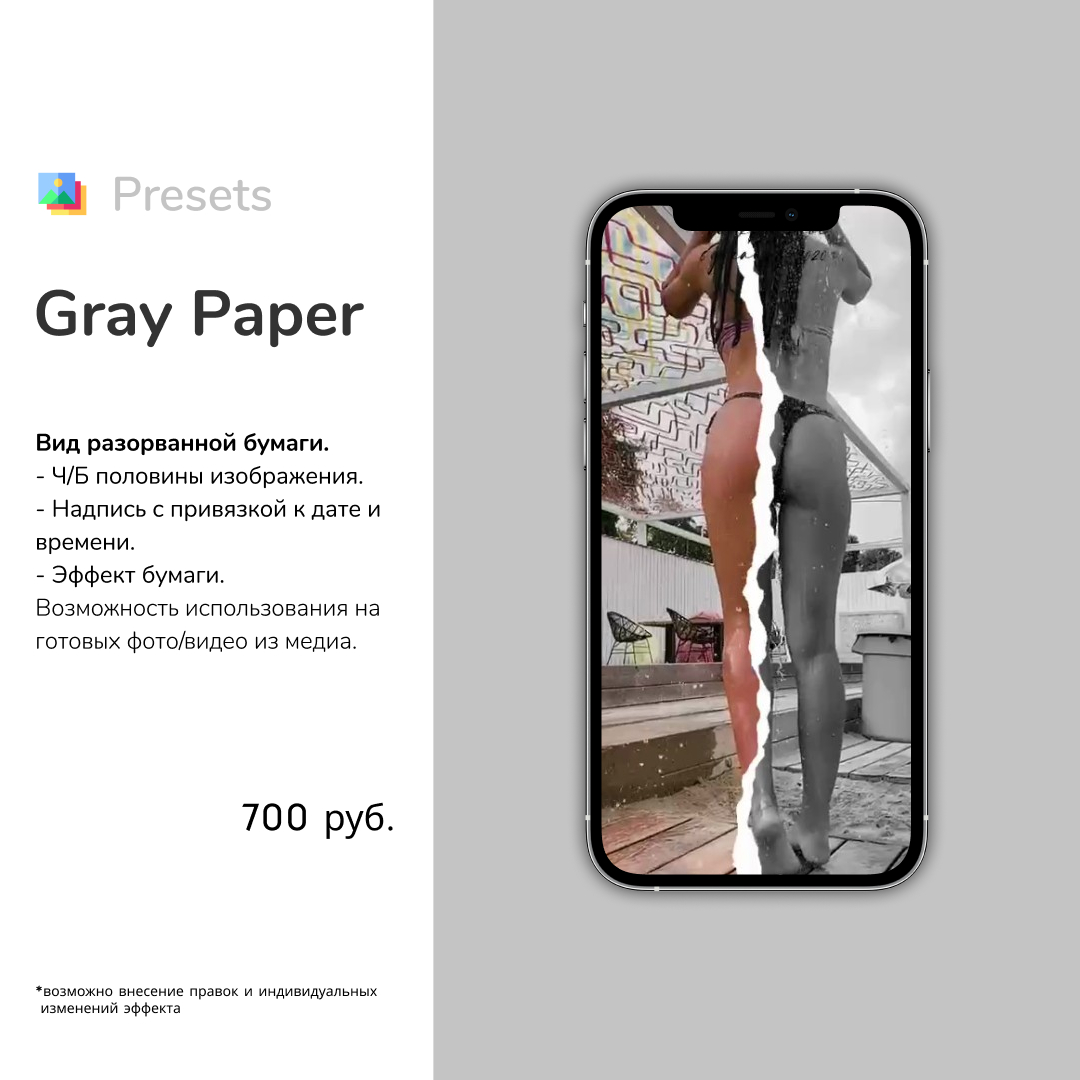 Presets
Gray Paper
Вид разорванной бумаги.
- Ч/Б половины изображения.
- Надпись с привязкой к дате и
времени.
- Эффект бумаги.
Возможность использования на
готовых фото/видео из медиа.
700 руб.
*возможно внесение правок и индивидуальных
изменений эффекта